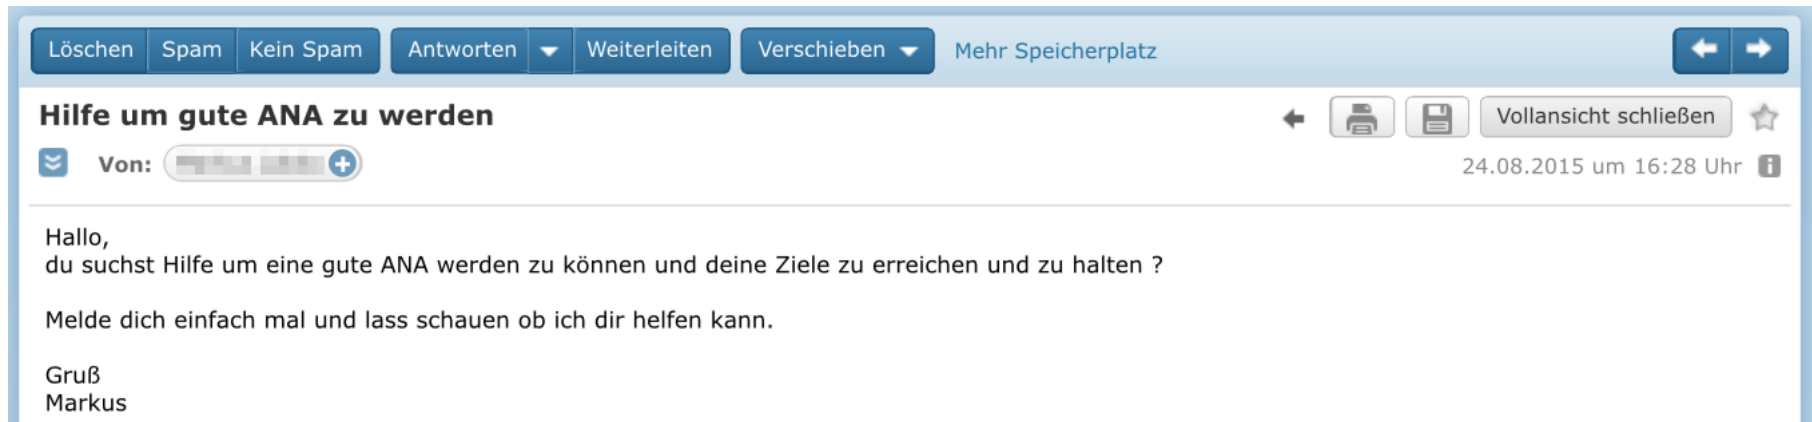 Löschen Spam Kein Spam Antworten Weiterleiten Verschieben Mehr Speicherplatz
Hilfe um gute ANA zu werden
Vollansicht schließen
Von:
24.08.2015 um 16:28 Uhr
Hallo,
du suchst Hilfe um eine gute ANA werden zu können und deine Ziele zu erreichen und zu halten ?
Melde dich einfach mal und lass schauen ob ich dir helfen kann.
Gruß
Markus